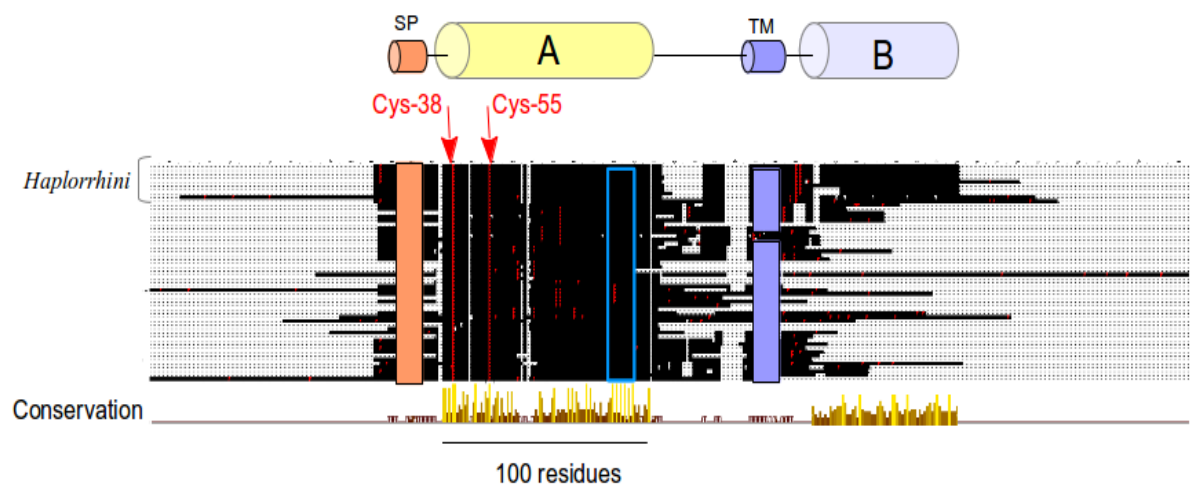 SP
A
TM
B
Cys-38
Cys-55
Haplorrhini
Conservation
100 residues